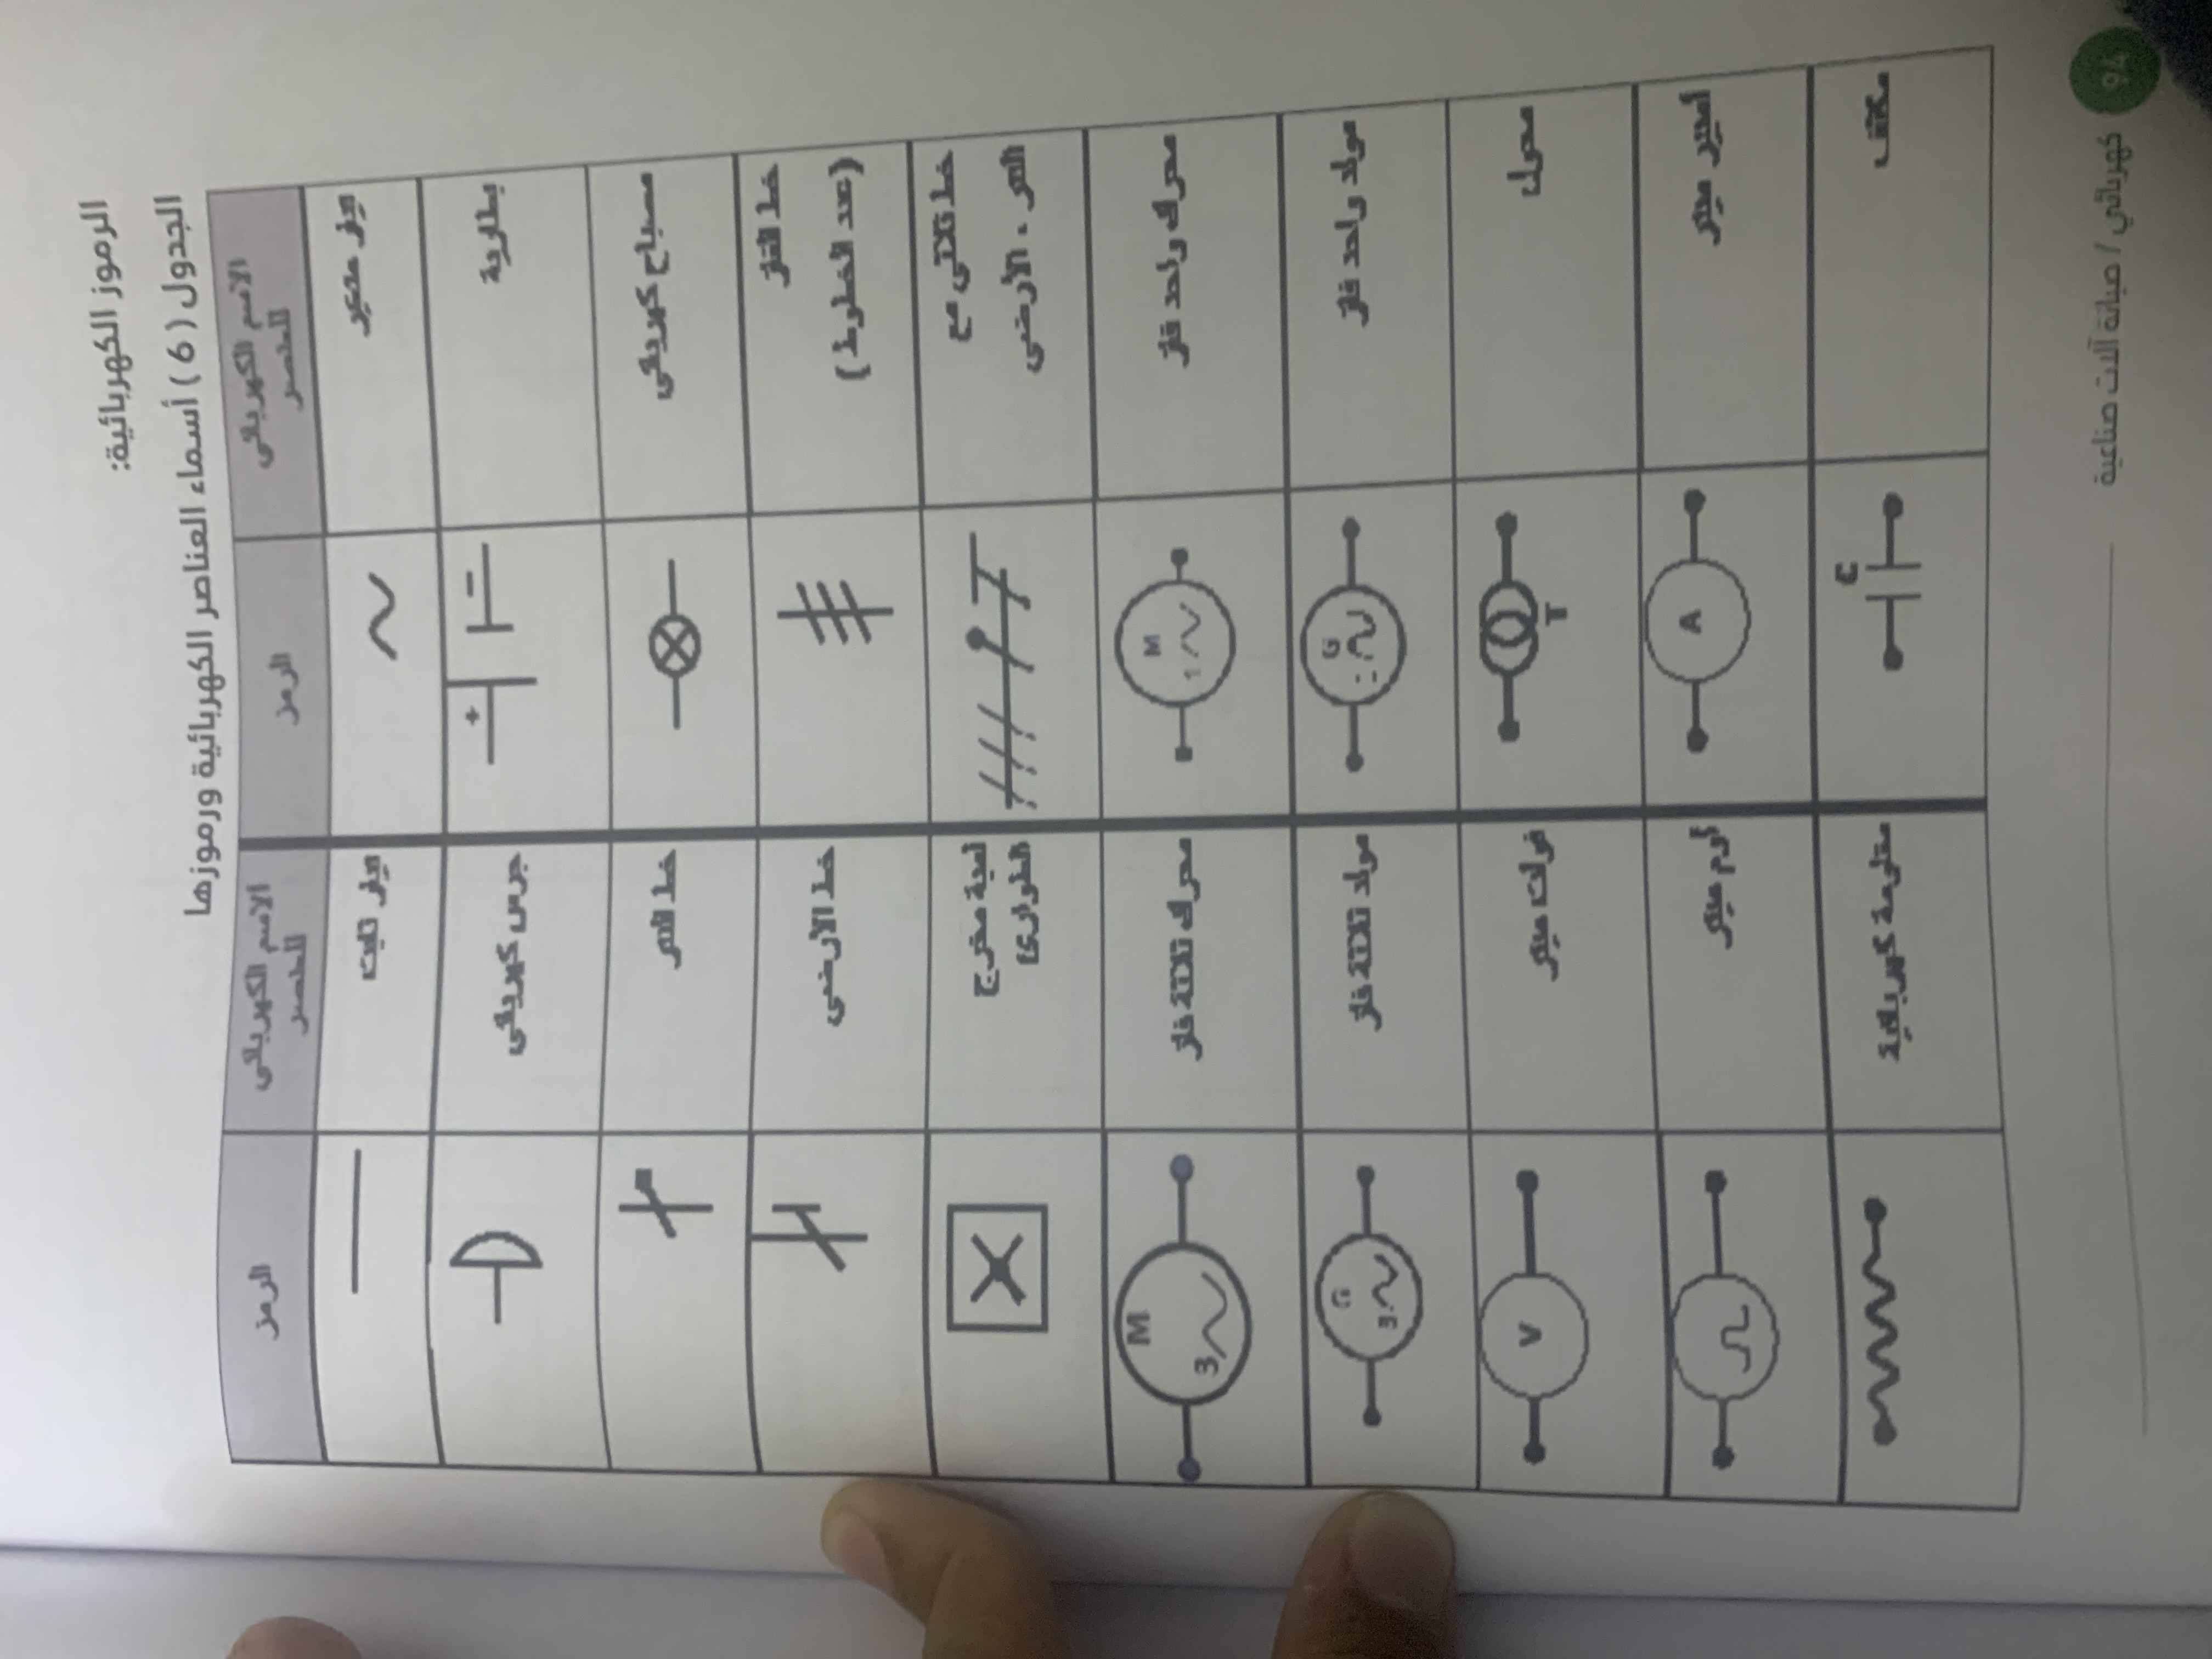 الرموز الكهربائية:
الجدول ( 6 ) أسماء العناصر الكهربائية ورموزها
الاسم الكهربائي
للعنصر
الرمز
الاسم الكهربائي
للعنصر
الرمز
تيار متغير
تيار ثابت
بطارية
+
−
جرس كهربائي
مصباح كهربائي
خط النتر
خط الفاز
(عدد الخطوط )
خط الأرضي
خط ثلاثي مع
النتر ، الأرضي
لمبة مخرج
الطوارئ
محرك واحد فاز
M
1
محرك ثلاثة فاز
M
3
مولد واحد فاز
G
مولد ثلاثة فاز
G
3
محول
T
فولت ميتر
V
أمبير ميتر
A
أوم ميتر
مكثف
C
مقاومة كهربائية
94
كهربائي / صيانة آلات صناعية